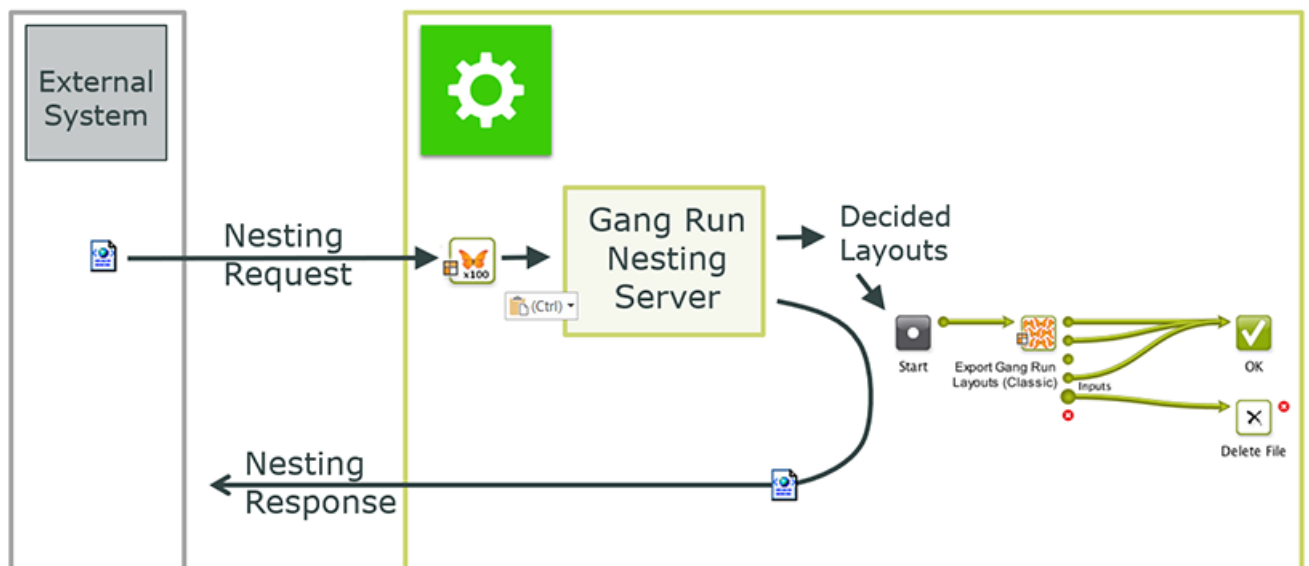 External
System
Nesting
Request
x100
(Ctrl)
Gang Run
Nesting
Server
Decided
Layouts
Start
Export Gang Run
Layouts (Classic)
Inputs
OK
Delete File
Nesting
Response